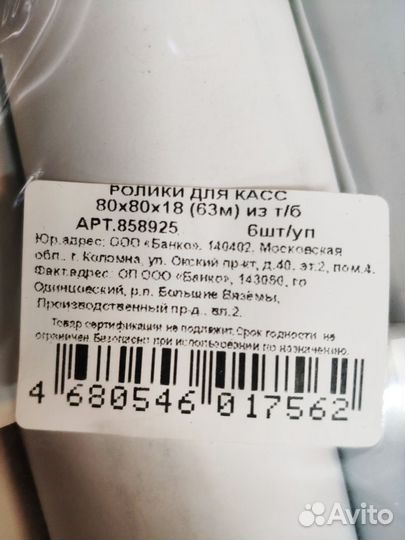 РОЛИКИ ДЛЯ КАСС
80х80х18 (63м) из т/б
АРТ.858925 6шт/уп
Юр.адрес: ООО «Банко». 140402. Московская
обл., г. Коломна, ул. Окский пр-кт, д.40. эт.2, пом.4.
Факт.адрес: ОП ООО «Банко», 143060, го
Одинцовский, р.п. Большие Вязёмы,
Производственный пр-д., вл.2.
Товар сертификации не подлежит.Срок годности не
ограничен.Безопасно при использовании по назначению.
4 680546 017562
Avito